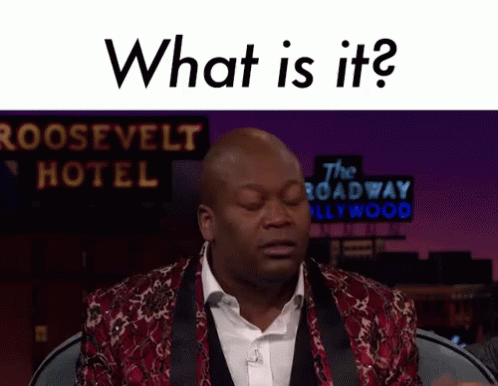 What is it?
ROOSEVELT
HOTEL
The
ROADWAY
LLYWOOD